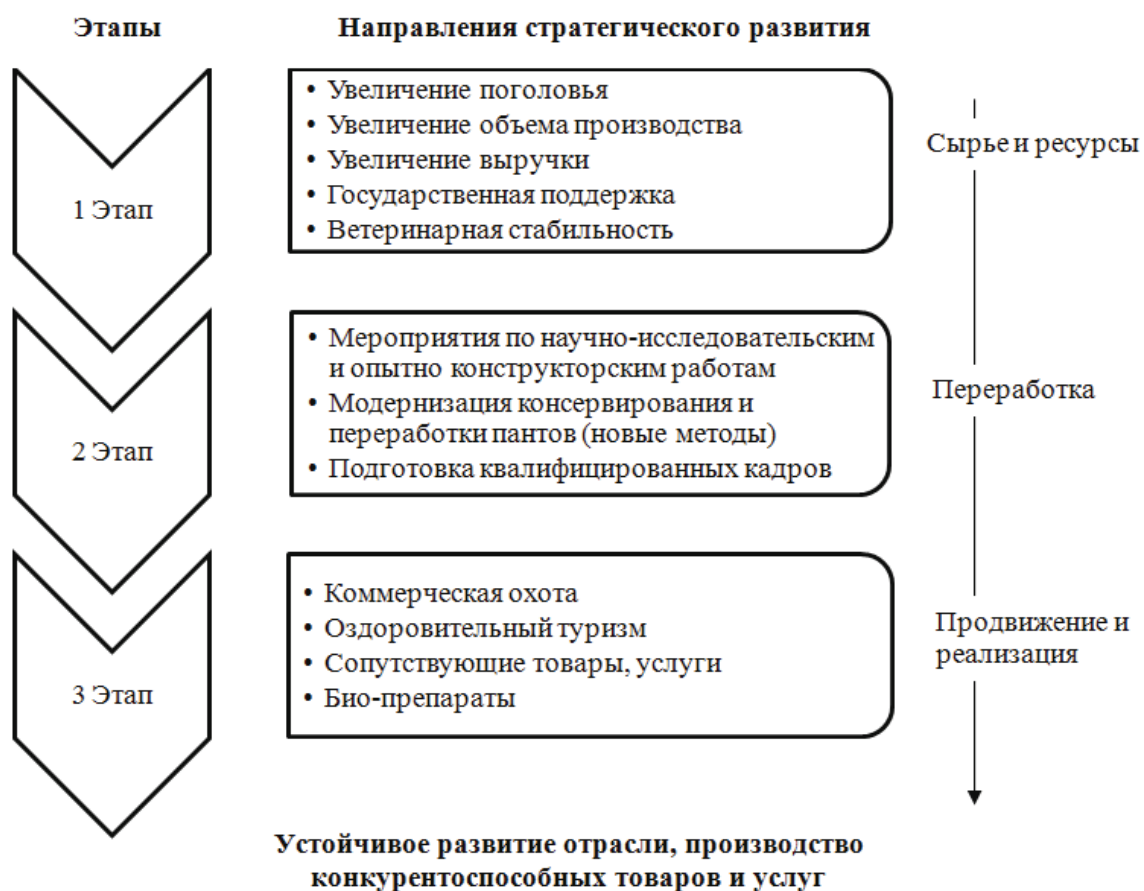 Этапы
Направления стратегического развития
1 Этап
• Увеличение поголовья
• Увеличение объема производства
• Увеличение выручки
• Государственная поддержка
• Ветеринарная стабильность
Сырье и ресурсы
2 Этап
• Мероприятия по научно-исследовательским
и опытно конструкторским работам
• Модернизация консервирования и
переработки пантов (новые методы)
• Подготовка квалифицированных кадров
Переработка
3 Этап
• Коммерческая охота
• Оздоровительный туризм
• Сопутствующие товары, услуги
• Био-препараты
Продвижение и
реализация
Устойчивое развитие отрасли, производство
конкурентоспособных товаров и услуг